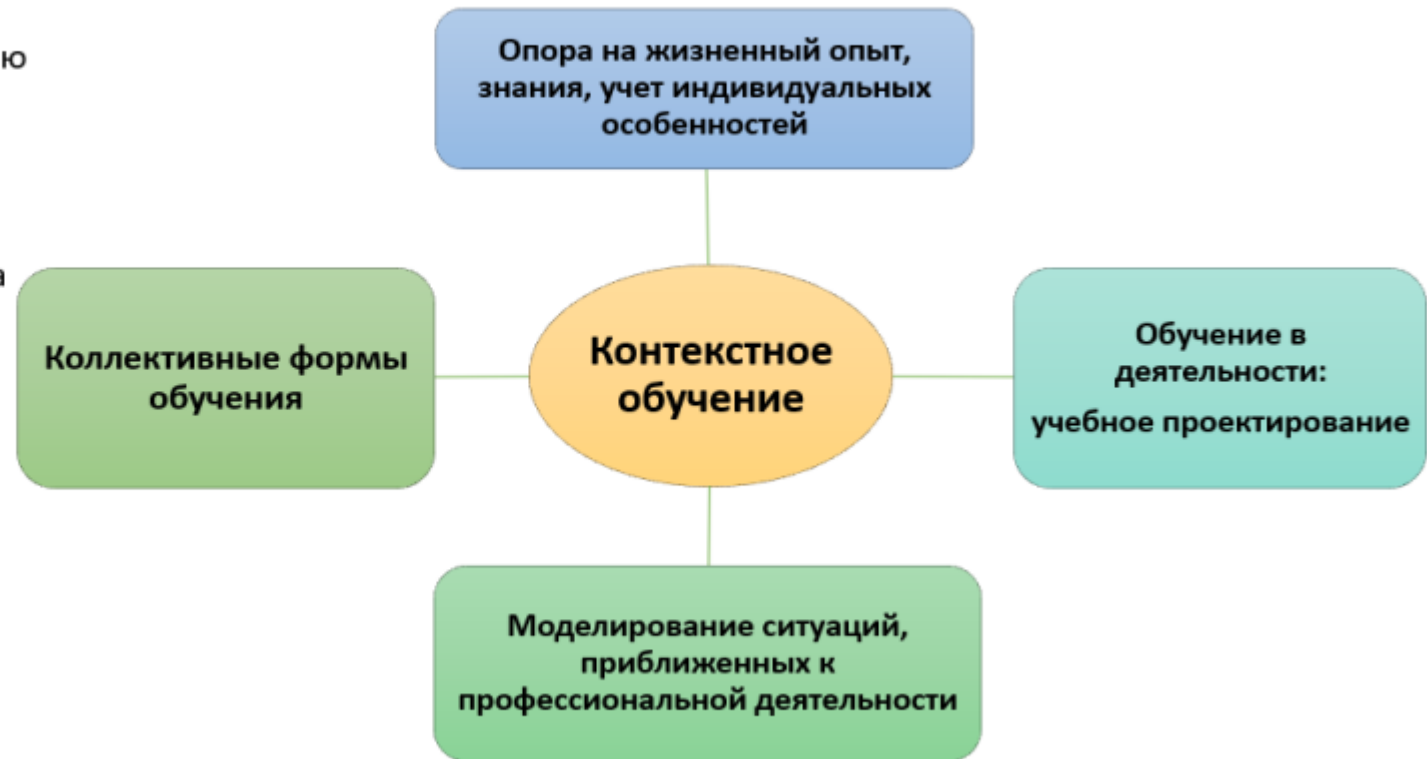 ю
Опора на жизненный опыт,
знания, учет индивидуальных
особенностей
а
Коллективные формы
обучения
Контекстное
обучение
Обучение в
деятельности:
учебное проектирование
Моделирование ситуаций,
приближенных к
профессиональной деятельности